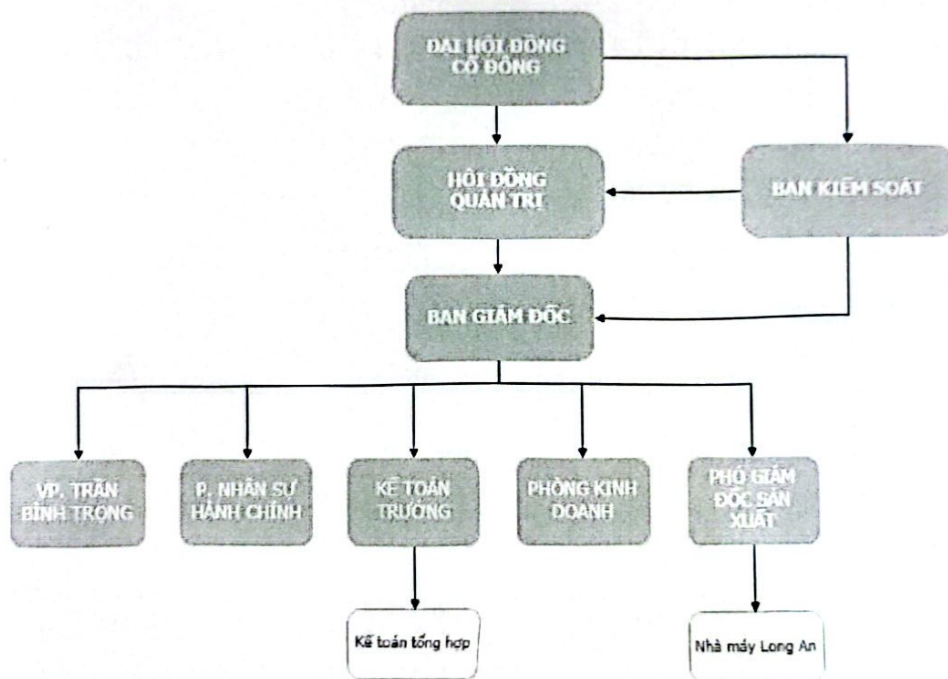 ĐẠI HỘI ĐỒNG
CỔ ĐÔNG
HỘI ĐỒNG
QUẢN TRỊ
BAN KIỂM SOÁT
BAN GIÁM ĐỐC
VP. TRẦN
BÌNH TRỌNG
P. NHÂN SỰ
HÀNH CHÍNH
KẾ TOÁN
TRƯỞNG
PHÒNG KINH
DOANH
PHÓ GIÁM
ĐỐC SẢN
XUẤT
Kế toán tổng hợp
Nhà máy Long An